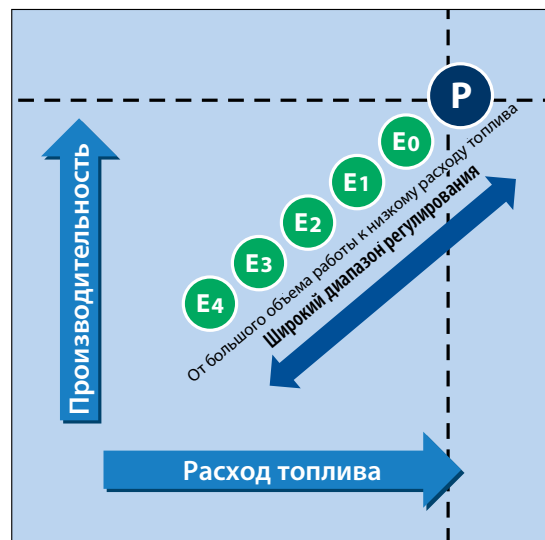 P
E0
E1
E2
E3
E4
От большого объема работы к низкому расходу топлива
Широкий диапазон регулирования
Производительность
Расход топлива